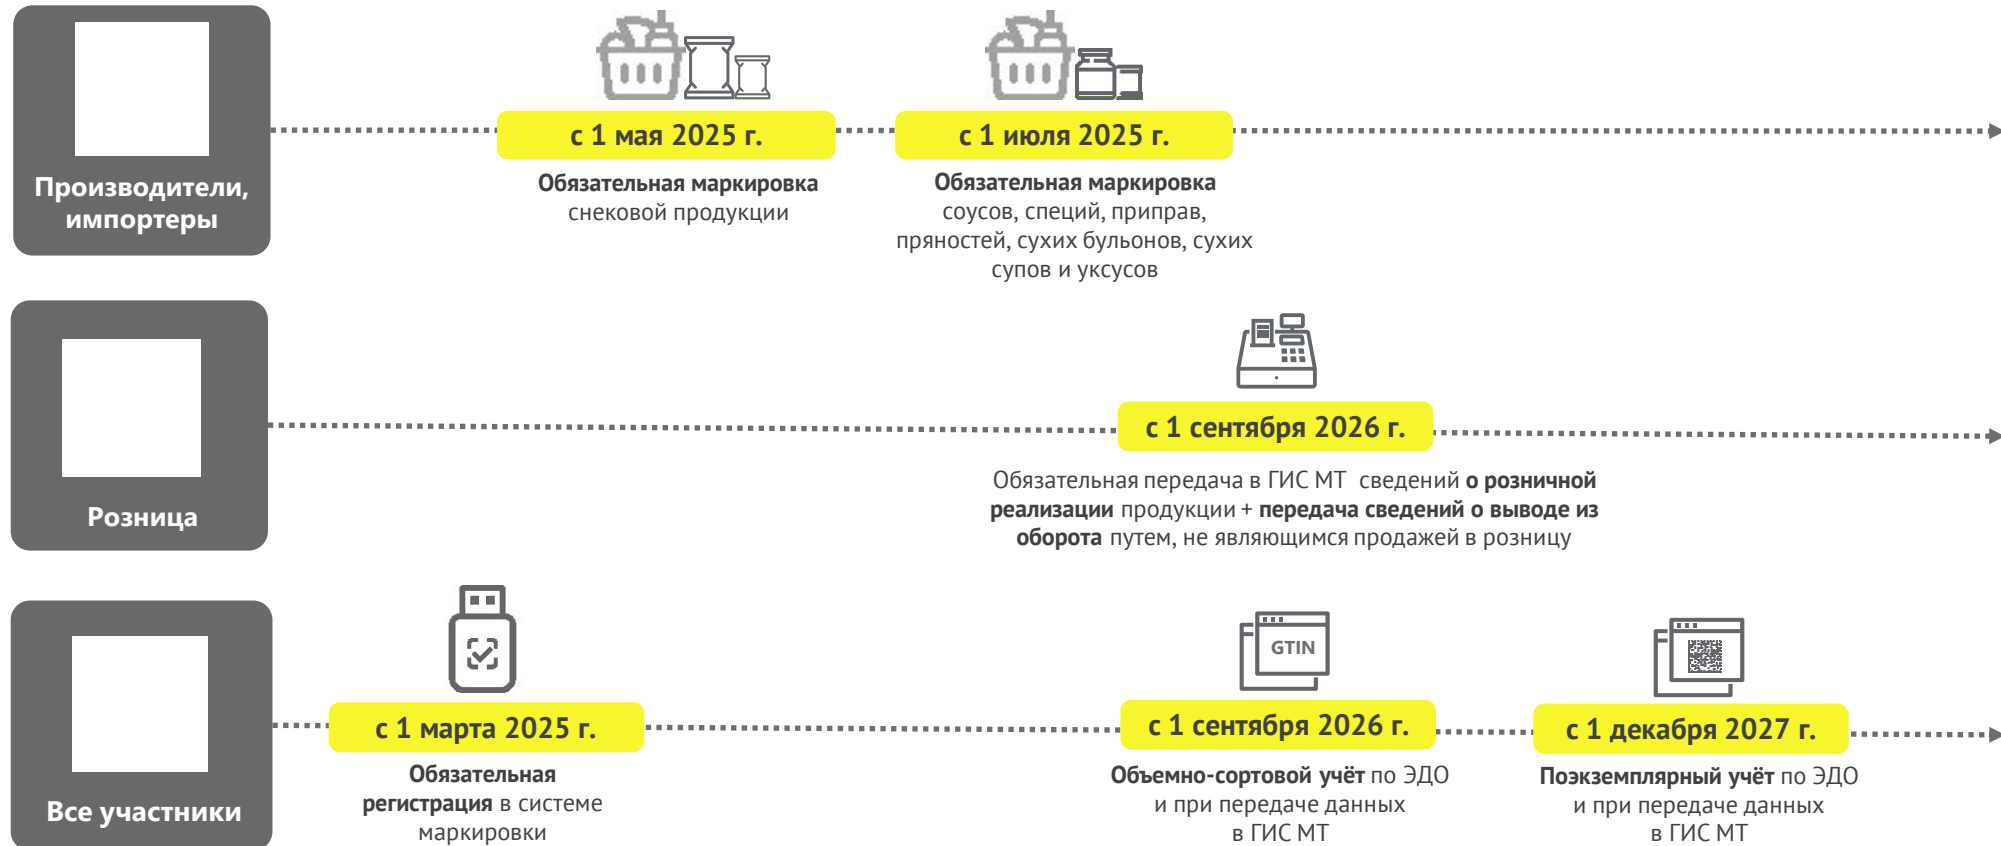 Производители,
импортеры
с 1 мая 2025 г.
Обязательная маркировка
снековой продукции
с 1 июля 2025 г.
Обязательная маркировка
соусов, специй, приправ,
пряностей, сухих бульонов, сухих
супов и уксусов
Розница
с 1 сентября 2026 г.
Обязательная передача в ГИС МТ сведений о розничной
реализации продукции + передача сведений о выводе из
оборота путем, не являющимся продажей в розницу
Все участники
с 1 марта 2025 г.
Обязательная
регистрация в системе
маркировки
GTIN
с 1 сентября 2026 г.
Объемно-сортовой учёт по ЭДО
и при передаче данных
в ГИС МТ
с 1 декабря 2027 г.
Поэкземплярный учёт по ЭДО
и при передаче данных
в ГИС МТ